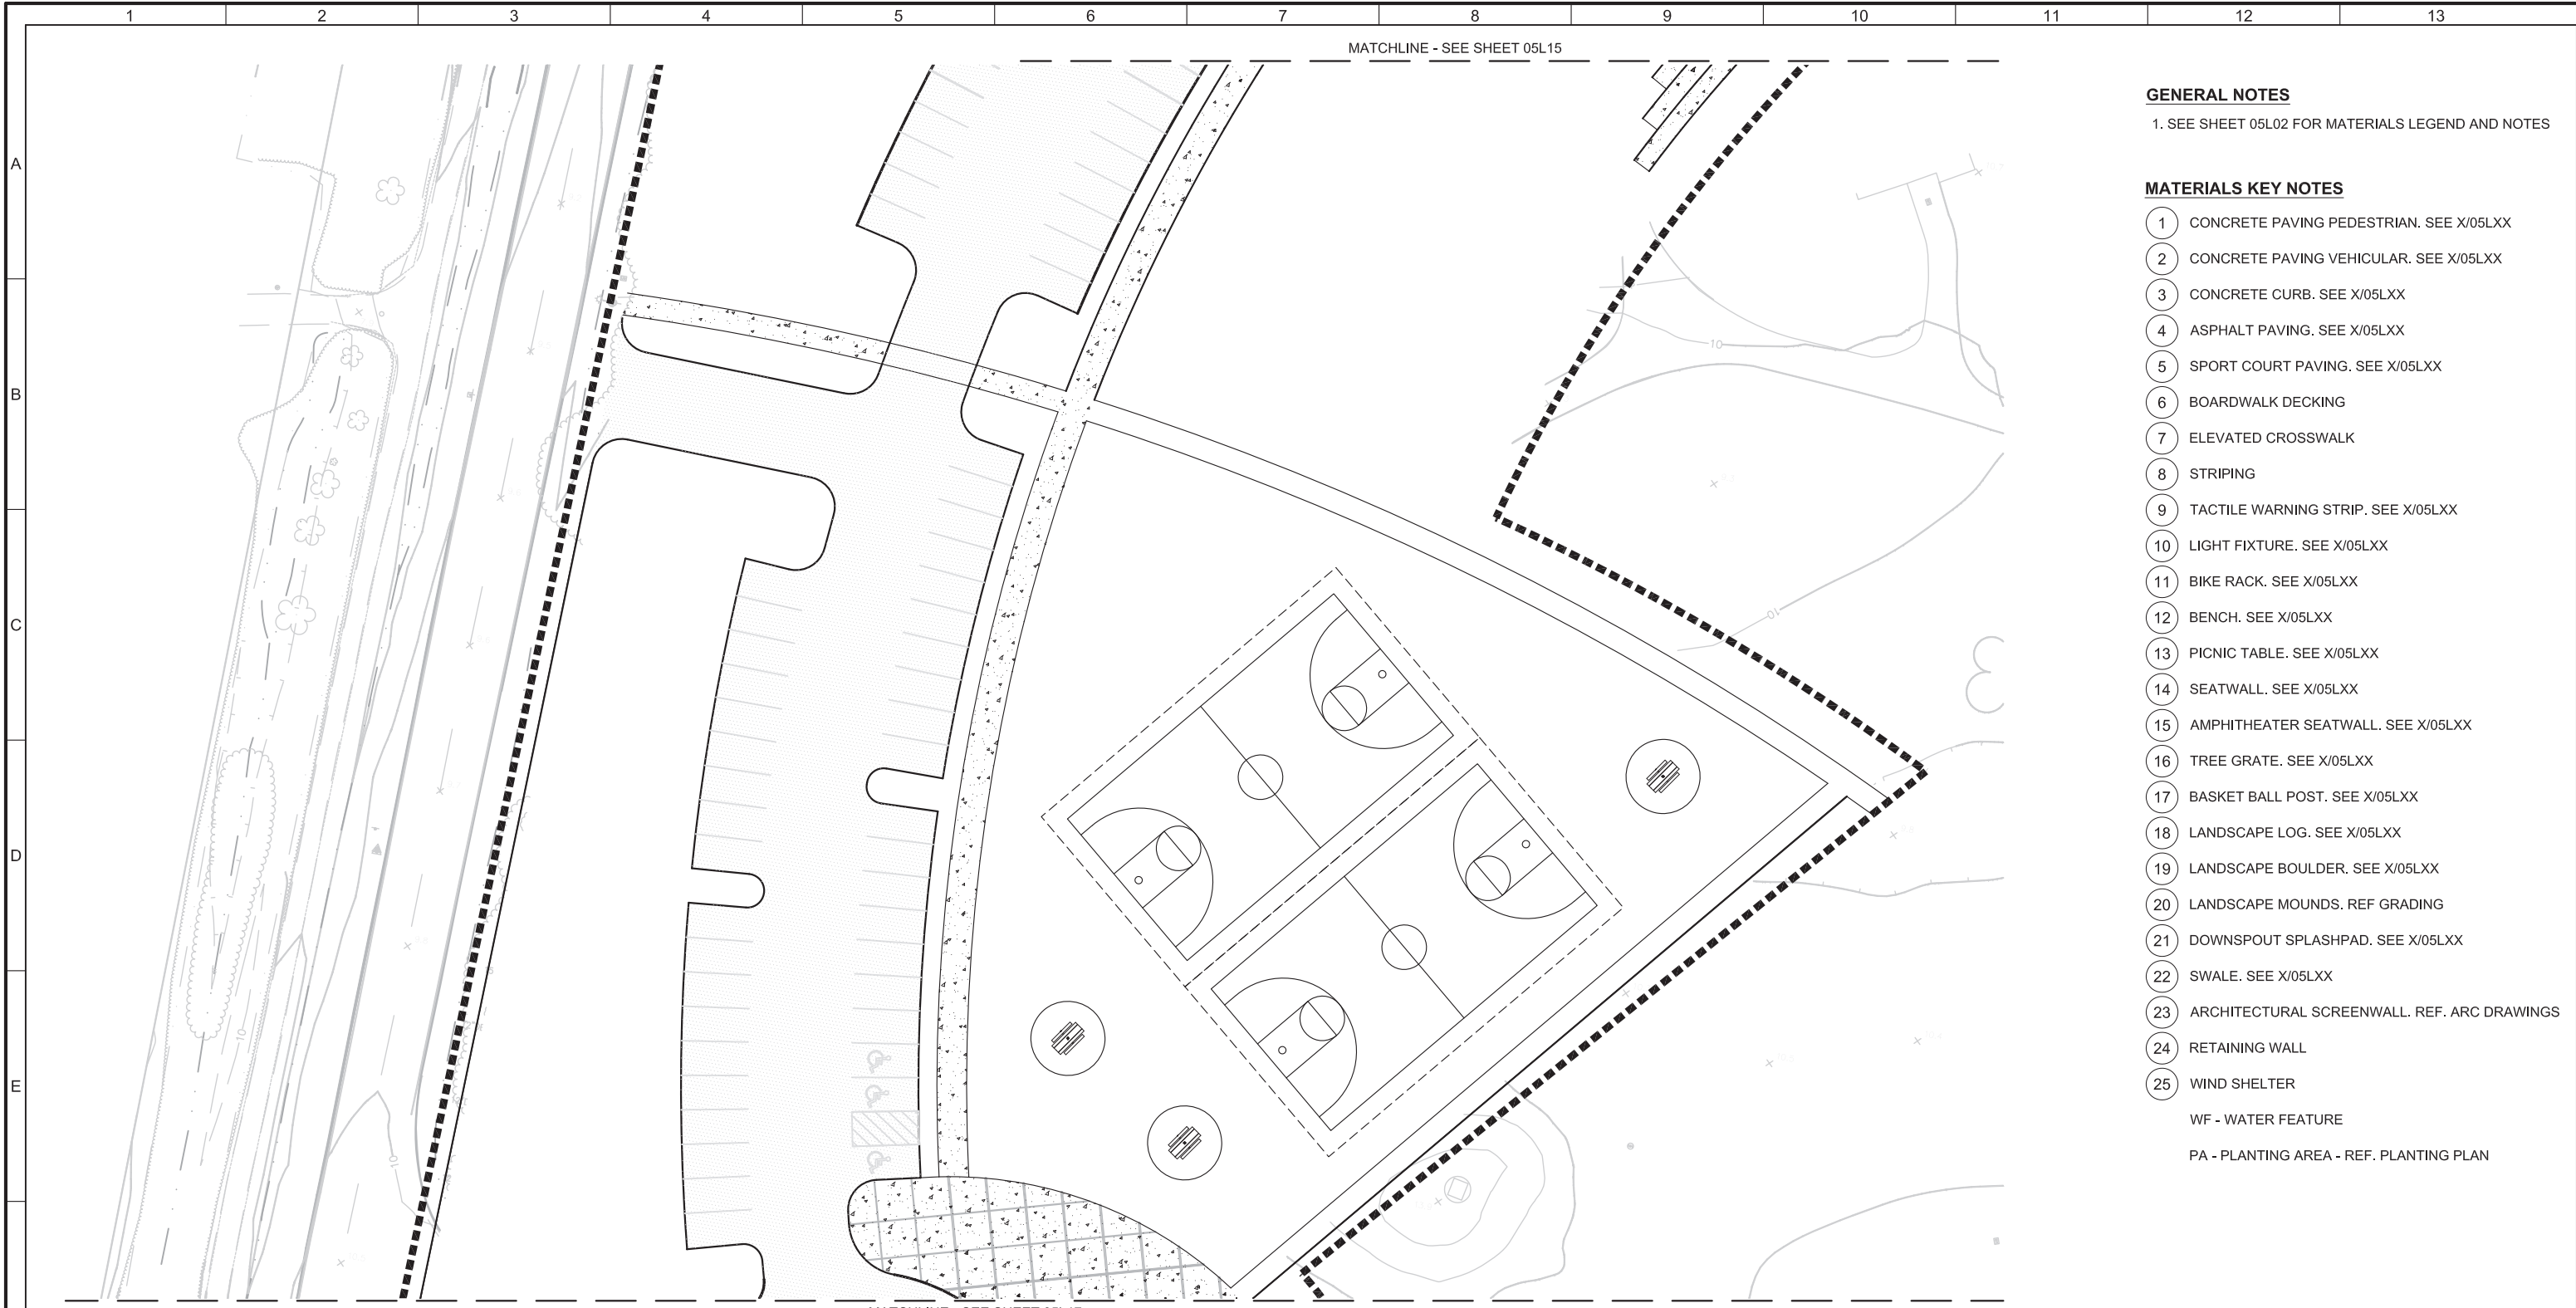 1 2 3 4 5 6 7 8 9 10 11 12 13
MATCHLINE - SEE SHEET 05L15
A
B
C
D
E
10
10
10
10
GENERAL NOTES
1. SEE SHEET 05L02 FOR MATERIALS LEGEND AND NOTES
MATERIALS KEY NOTES
1 CONCRETE PAVING PEDESTRIAN. SEE X/05LXX
2 CONCRETE PAVING VEHICULAR. SEE X/05LXX
3 CONCRETE CURB. SEE X/05LXX
4 ASPHALT PAVING. SEE X/05LXX
5 SPORT COURT PAVING. SEE X/05LXX
6 BOARDWALK DECKING
7 ELEVATED CROSSWALK
8 STRIPING
9 TACTILE WARNING STRIP. SEE X/05LXX
10 LIGHT FIXTURE. SEE X/05LXX
11 BIKE RACK. SEE X/05LXX
12 BENCH. SEE X/05LXX
13 PICNIC TABLE. SEE X/05LXX
14 SEATWALL. SEE X/05LXX
15 AMPHITHEATER SEATWALL. SEE X/05LXX
16 TREE GRATE. SEE X/05LXX
17 BASKET BALL POST. SEE X/05LXX
18 LANDSCAPE LOG. SEE X/05LXX
19 LANDSCAPE BOULDER. SEE X/05LXX
20 LANDSCAPE MOUNDS. REF GRADING
21 DOWNSPOUT SPLASHPAD. SEE X/05LXX
22 SWALE. SEE X/05LXX
23 ARCHITECTURAL SCREENWALL. REF. ARC DRAWINGS
24 RETAINING WALL
25 WIND SHELTER
WF - WATER FEATURE
PA - PLANTING AREA - REF. PLANTING PLAN